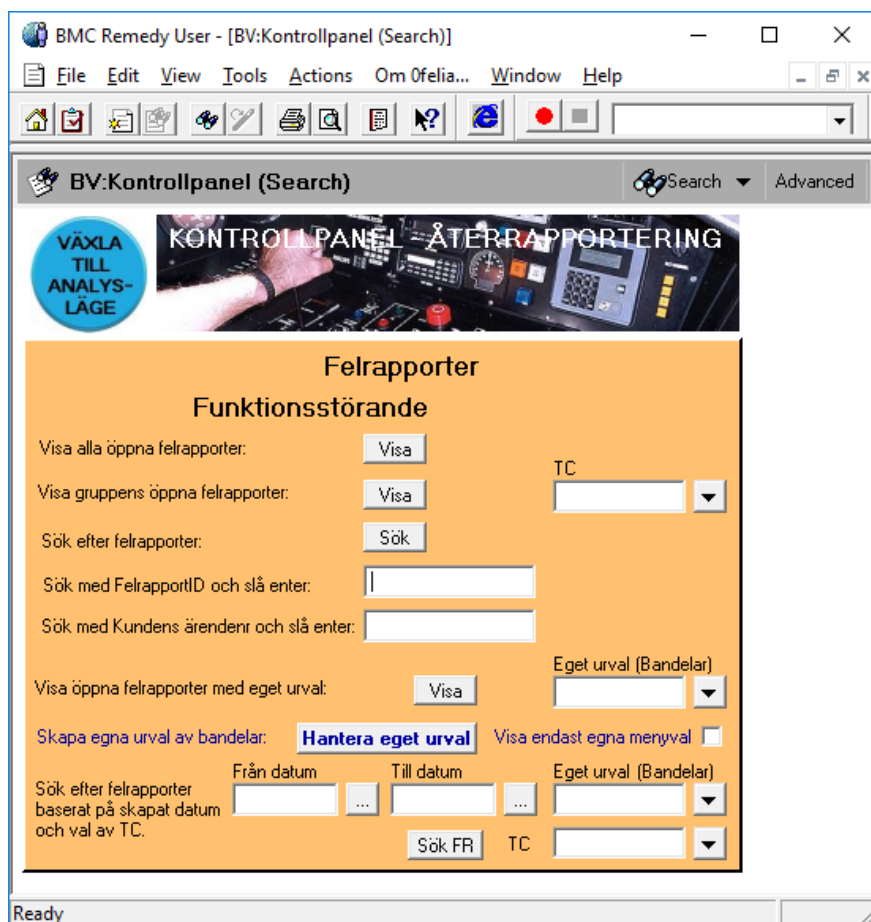 BMC Remedy User - [BV:Kontrollpanel (Search)]
File Edit View Tools Actions Om 0felia... Window Help
BV:Kontrollpanel (Search) Search Advanced
VÄXLA
TILL
ANALYS-
LÄGE
KONTROLLPANEL - ÅTERRAPPORTERING
Felrapporter
Funktionsstörande
Visa alla öppna felrapporter: Visa
TC
Visa gruppens öppna felrapporter: Visa
Sök efter felrapporter: Sök
Sök med FelrapportID och slå enter:
Sök med Kundens ärendenr och slå enter:
Eget urval (Bandelar)
Visa öppna felrapporter med eget urval: Visa
Skapa egna urval av bandelar: Hantera eget urval Visa endast egna menyval
Från datum Till datum Eget urval (Bandelar)
Sök efter felrapporter
baserat på skapat datum ... ...
och val av TC.
Sök FR TC
Ready